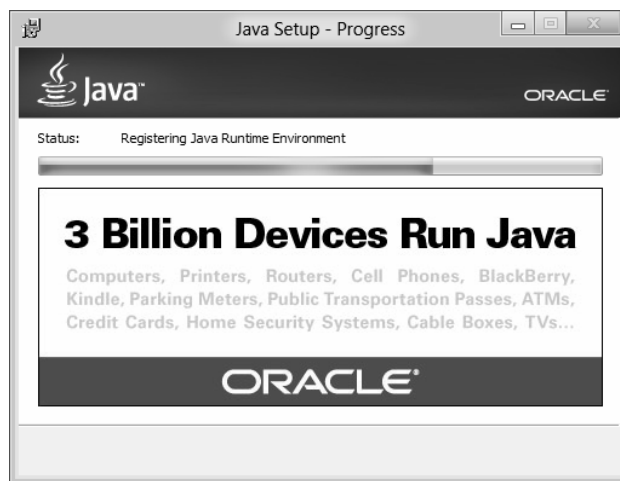 Java Setup - Progress
Java™
ORACLE®
Status: Registering Java Runtime Environment
3 Billion Devices Run Java
Computers, Printers, Routers, Cell Phones, BlackBerry,
Kindle, Parking Meters, Public Transportation Passes, ATMs,
Credit Cards, Home Security Systems, Cable Boxes, TVs...
ORACLE®